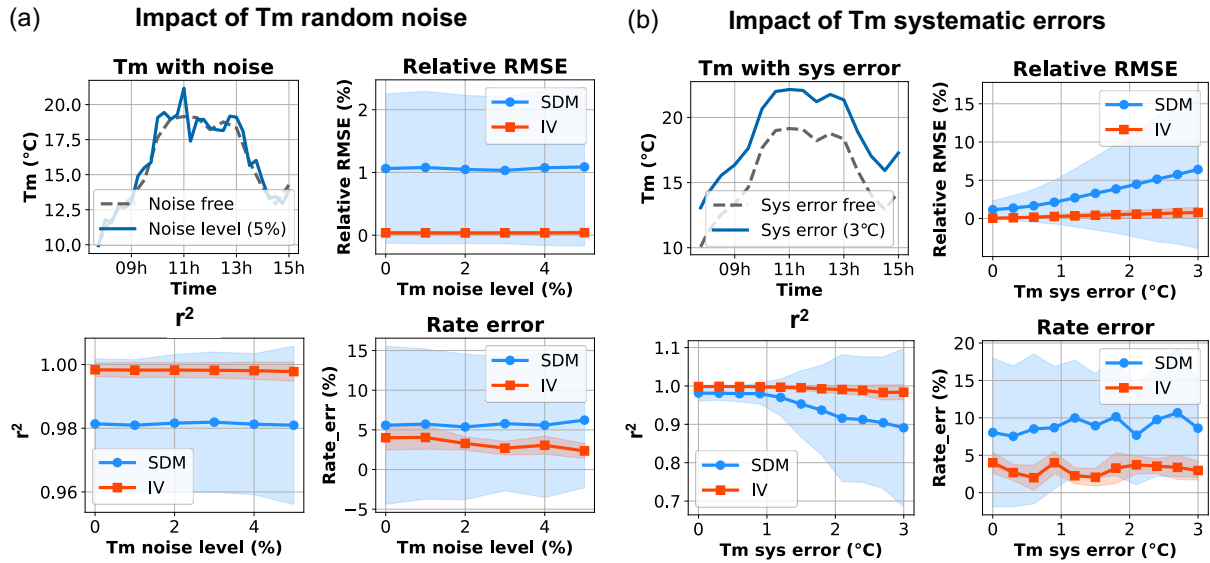 (a)
Impact of Tm random noise
Tm with noise
Tm (°C)
20.0
17.5
15.0
12.5
10.0
Noise free
Noise level (5%)
09h
11h
13h
15h
Time
Relative RMSE
Relative RMSE (%)
2
1
0
SDM
IV
0
2
4
Tm noise level (%)
r²
r²
1.00
0.98
0.96
SDM
IV
0
2
4
Tm noise level (%)
Rate error
Rate_err (%)
15
10
5
0
−5
SDM
IV
0
2
4
Tm noise level (%)
(b)
Impact of Tm systematic errors
Tm with sys error
Tm (°C)
20
15
10
Sys error free
Sys error (3℃)
09h
11h
13h
15h
Time
Relative RMSE
Relative RMSE (%)
15
10
5
0
SDM
IV
0
1
2
3
Tm sys error (°C)
r²
r²
1.1
1.0
0.9
0.8
0.7
SDM
IV
0
1
2
3
Tm sys error (°C)
Rate error
Rate_err (%)
20
15
10
5
0
SDM
IV
0
1
2
3
Tm sys error (°C)